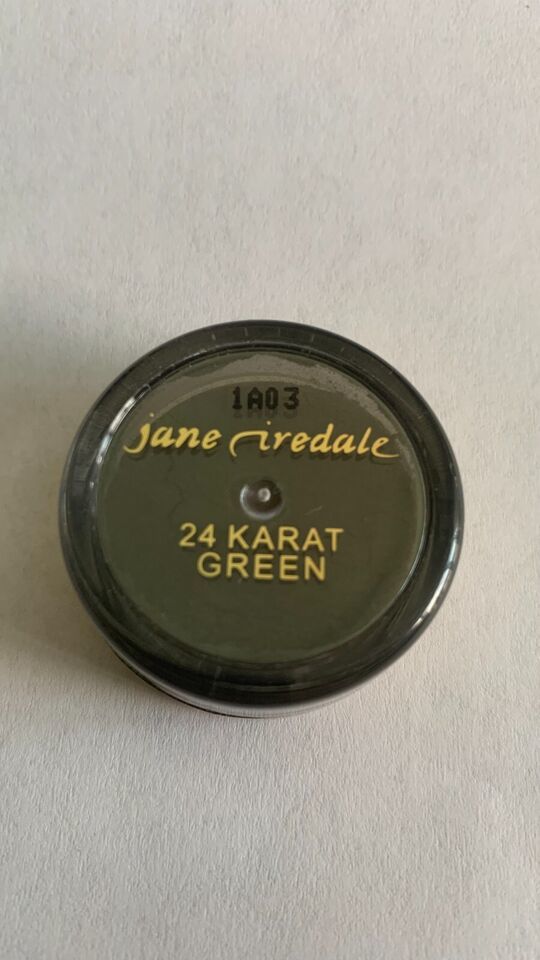 1A03
jane iredale
24 KARAT
GREEN